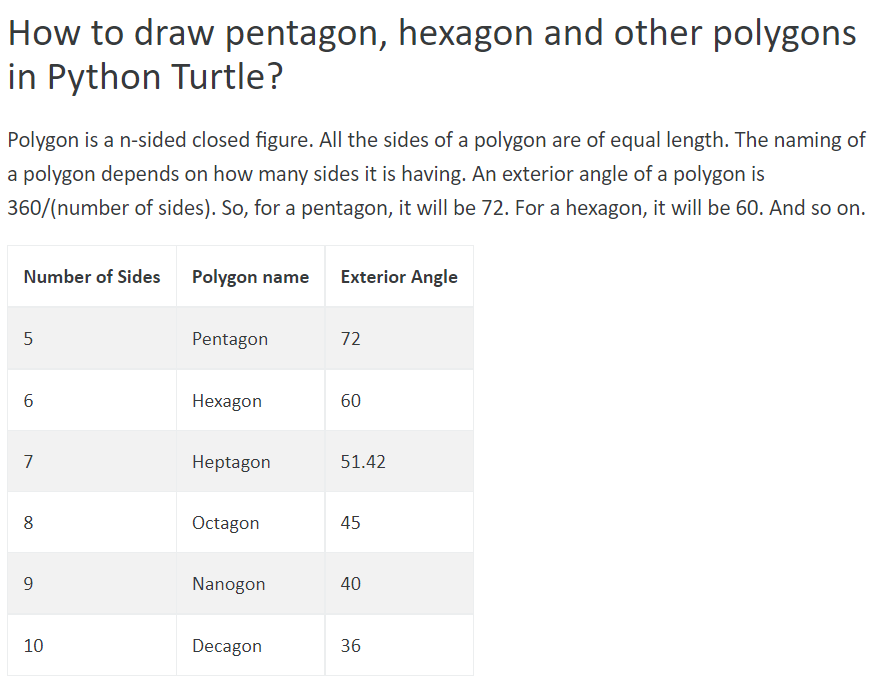 How to draw pentagon, hexagon and other polygons
in Python Turtle?
Polygon is a n-sided closed figure. All the sides of a polygon are of equal length. The naming of
a polygon depends on how many sides it is having. An exterior angle of a polygon is
360/(number of sides). So, for a pentagon, it will be 72. For a hexagon, it will be 60. And so on.
Number of Sides Polygon name Exterior Angle
5 Pentagon 72
6 Hexagon 60
7 Heptagon 51.42
8 Octagon 45
9 Nanogon 40
10 Decagon 36